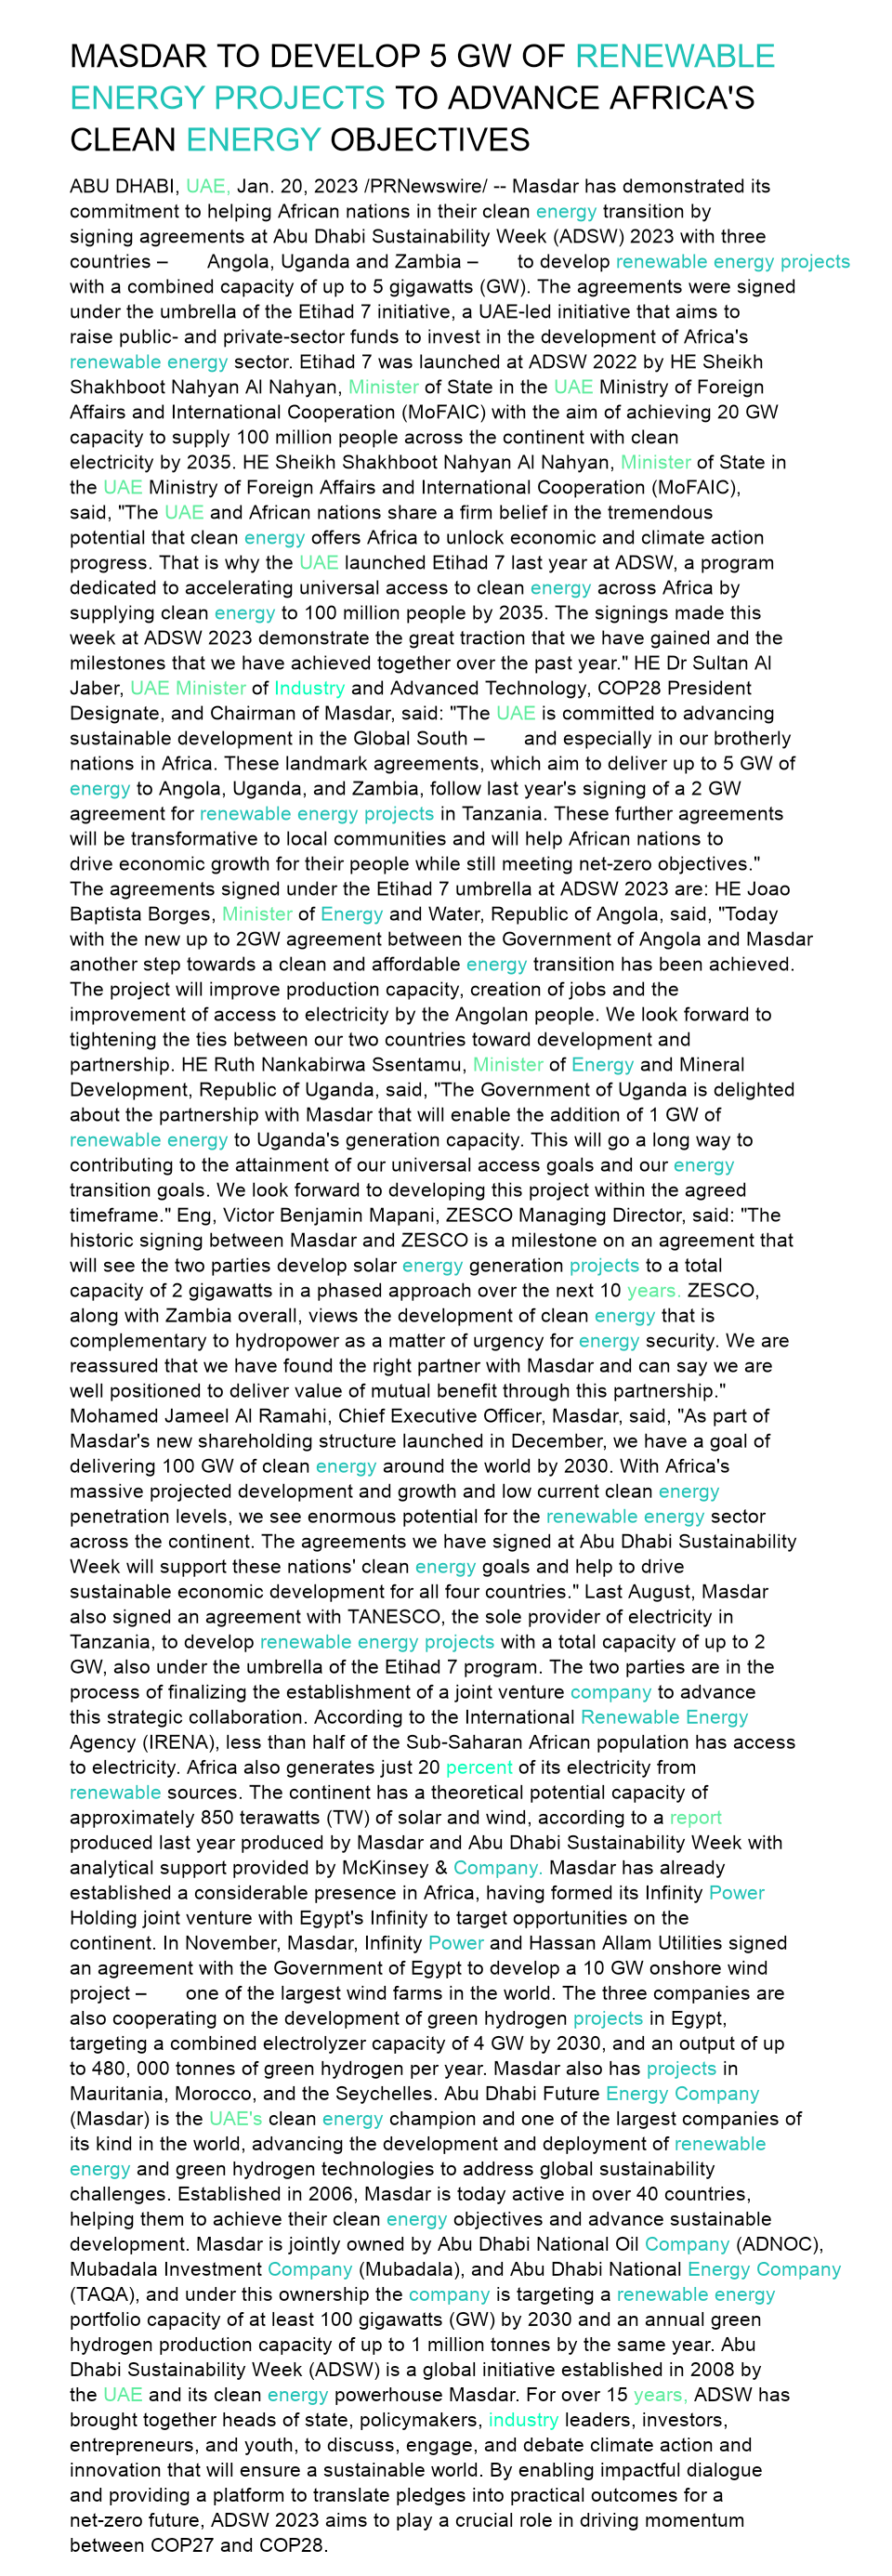 MASDAR TO DEVELOP 5 GW OF RENEWABLE
ENERGY PROJECTS TO ADVANCE AFRICA'S
CLEAN ENERGY OBJECTIVES
ABU DHABI, UAE, Jan. 20, 2023 /PRNewswire/ -- Masdar has demonstrated its
commitment to helping African nations in their clean energy transition by
signing agreements at Abu Dhabi Sustainability Week (ADSW) 2023 with three
countries – Angola, Uganda and Zambia – to develop renewable energy projects
with a combined capacity of up to 5 gigawatts (GW). The agreements were signed
under the umbrella of the Etihad 7 initiative, a UAE-led initiative that aims to
raise public- and private-sector funds to invest in the development of Africa's
renewable energy sector. Etihad 7 was launched at ADSW 2022 by HE Sheikh
Shakhboot Nahyan Al Nahyan, Minister of State in the UAE Ministry of Foreign
Affairs and International Cooperation (MoFAIC) with the aim of achieving 20 GW
capacity to supply 100 million people across the continent with clean
electricity by 2035. HE Sheikh Shakhboot Nahyan Al Nahyan, Minister of State in
the UAE Ministry of Foreign Affairs and International Cooperation (MoFAIC),
said, "The UAE and African nations share a firm belief in the tremendous
potential that clean energy offers Africa to unlock economic and climate action
progress. That is why the UAE launched Etihad 7 last year at ADSW, a program
dedicated to accelerating universal access to clean energy across Africa by
supplying clean energy to 100 million people by 2035. The signings made this
week at ADSW 2023 demonstrate the great traction that we have gained and the
milestones that we have achieved together over the past year." HE Dr Sultan Al
Jaber, UAE Minister of Industry and Advanced Technology, COP28 President
Designate, and Chairman of Masdar, said: "The UAE is committed to advancing
sustainable development in the Global South – and especially in our brotherly
nations in Africa. These landmark agreements, which aim to deliver up to 5 GW of
energy to Angola, Uganda, and Zambia, follow last year's signing of a 2 GW
agreement for renewable energy projects in Tanzania. These further agreements
will be transformative to local communities and will help African nations to
drive economic growth for their people while still meeting net-zero objectives."
The agreements signed under the Etihad 7 umbrella at ADSW 2023 are: HE Joao
Baptista Borges, Minister of Energy and Water, Republic of Angola, said, "Today
with the new up to 2GW agreement between the Government of Angola and Masdar
another step towards a clean and affordable energy transition has been achieved.
The project will improve production capacity, creation of jobs and the
improvement of access to electricity by the Angolan people. We look forward to
tightening the ties between our two countries toward development and
partnership. HE Ruth Nankabirwa Ssentamu, Minister of Energy and Mineral
Development, Republic of Uganda, said, "The Government of Uganda is delighted
about the partnership with Masdar that will enable the addition of 1 GW of
renewable energy to Uganda's generation capacity. This will go a long way to
contributing to the attainment of our universal access goals and our energy
transition goals. We look forward to developing this project within the agreed
timeframe." Eng, Victor Benjamin Mapani, ZESCO Managing Director, said: "The
historic signing between Masdar and ZESCO is a milestone on an agreement that
will see the two parties develop solar energy generation projects to a total
capacity of 2 gigawatts in a phased approach over the next 10 years. ZESCO,
along with Zambia overall, views the development of clean energy that is
complementary to hydropower as a matter of urgency for energy security. We are
reassured that we have found the right partner with Masdar and can say we are
well positioned to deliver value of mutual benefit through this partnership."
Mohamed Jameel Al Ramahi, Chief Executive Officer, Masdar, said, "As part of
Masdar's new shareholding structure launched in December, we have a goal of
delivering 100 GW of clean energy around the world by 2030. With Africa's
massive projected development and growth and low current clean energy
penetration levels, we see enormous potential for the renewable energy sector
across the continent. The agreements we have signed at Abu Dhabi Sustainability
Week will support these nations' clean energy goals and help to drive
sustainable economic development for all four countries." Last August, Masdar
also signed an agreement with TANESCO, the sole provider of electricity in
Tanzania, to develop renewable energy projects with a total capacity of up to 2
GW, also under the umbrella of the Etihad 7 program. The two parties are in the
process of finalizing the establishment of a joint venture company to advance
this strategic collaboration. According to the International Renewable Energy
Agency (IRENA), less than half of the Sub-Saharan African population has access
to electricity. Africa also generates just 20 percent of its electricity from
renewable sources. The continent has a theoretical potential capacity of
approximately 850 terawatts (TW) of solar and wind, according to a report
produced last year produced by Masdar and Abu Dhabi Sustainability Week with
analytical support provided by McKinsey & Company. Masdar has already
established a considerable presence in Africa, having formed its Infinity Power
Holding joint venture with Egypt's Infinity to target opportunities on the
continent. In November, Masdar, Infinity Power and Hassan Allam Utilities signed
an agreement with the Government of Egypt to develop a 10 GW onshore wind
project – one of the largest wind farms in the world. The three companies are
also cooperating on the development of green hydrogen projects in Egypt,
targeting a combined electrolyzer capacity of 4 GW by 2030, and an output of up
to 480, 000 tonnes of green hydrogen per year. Masdar also has projects in
Mauritania, Morocco, and the Seychelles. Abu Dhabi Future Energy Company
(Masdar) is the UAE's clean energy champion and one of the largest companies of
its kind in the world, advancing the development and deployment of renewable
energy and green hydrogen technologies to address global sustainability
challenges. Established in 2006, Masdar is today active in over 40 countries,
helping them to achieve their clean energy objectives and advance sustainable
development. Masdar is jointly owned by Abu Dhabi National Oil Company (ADNOC),
Mubadala Investment Company (Mubadala), and Abu Dhabi National Energy Company
(TAQA), and under this ownership the company is targeting a renewable energy
portfolio capacity of at least 100 gigawatts (GW) by 2030 and an annual green
hydrogen production capacity of up to 1 million tonnes by the same year. Abu
Dhabi Sustainability Week (ADSW) is a global initiative established in 2008 by
the UAE and its clean energy powerhouse Masdar. For over 15 years, ADSW has
brought together heads of state, policymakers, industry leaders, investors,
entrepreneurs, and youth, to discuss, engage, and debate climate action and
innovation that will ensure a sustainable world. By enabling impactful dialogue
and providing a platform to translate pledges into practical outcomes for a
net-zero future, ADSW 2023 aims to play a crucial role in driving momentum
between COP27 and COP28.